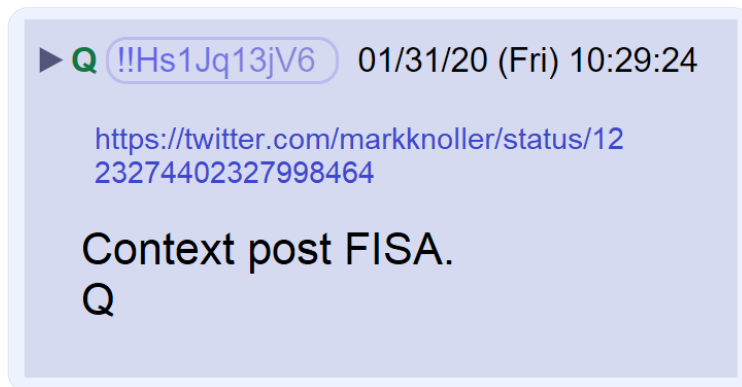 ▶ Q !!Hs1Jq13jV6 01/31/20 (Fri) 10:29:24
https://twitter.com/markknoller/status/12
23274402327998464
Context post FISA.
Q